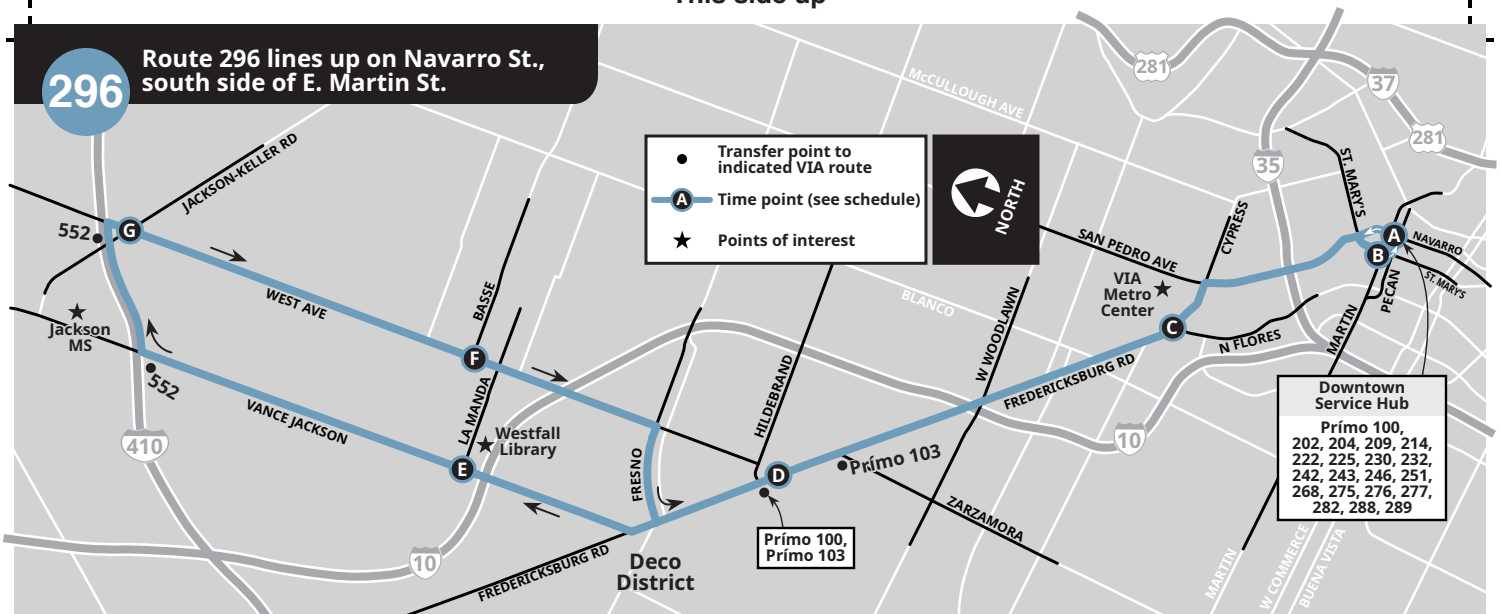 This side up
296
Route 296 lines up on Navarro St.,
south side of E. Martin St.
281
37
281
35
McCULLOUGH AVE
Transfer point to
indicated VIA route
A
Time point (see schedule)
Points of interest
NORTH
JACKSON-KELLER RD
552
G
WEST AVE
Jackson
MS
552
VANCE JACKSON
410
BASSE
F
LA MANDA
Westfall
Library
E
FRESNO
10
FREDERICKSBURG RD
Deco
District
HILDEBRAND
D
Prímo 100,
Prímo 103
Prímo 103
BLANCO
W WOODLAWN
FREDERICKSBURG RD
ZARZAMORA
SAN PEDRO AVE
CYPRESS
VIA
Metro
Center
C
N FLORES
10
ST. MARY'S
A
B
NAVARRO
ST. MARY'S
PECAN
MARTIN
Downtown
Service Hub
Prímo 100,
202, 204, 209, 214,
222, 225, 230, 232,
242, 243, 246, 251,
268, 275, 276, 277,
282, 288, 289
MARTIN
W COMMERCE
BUENA VISTA